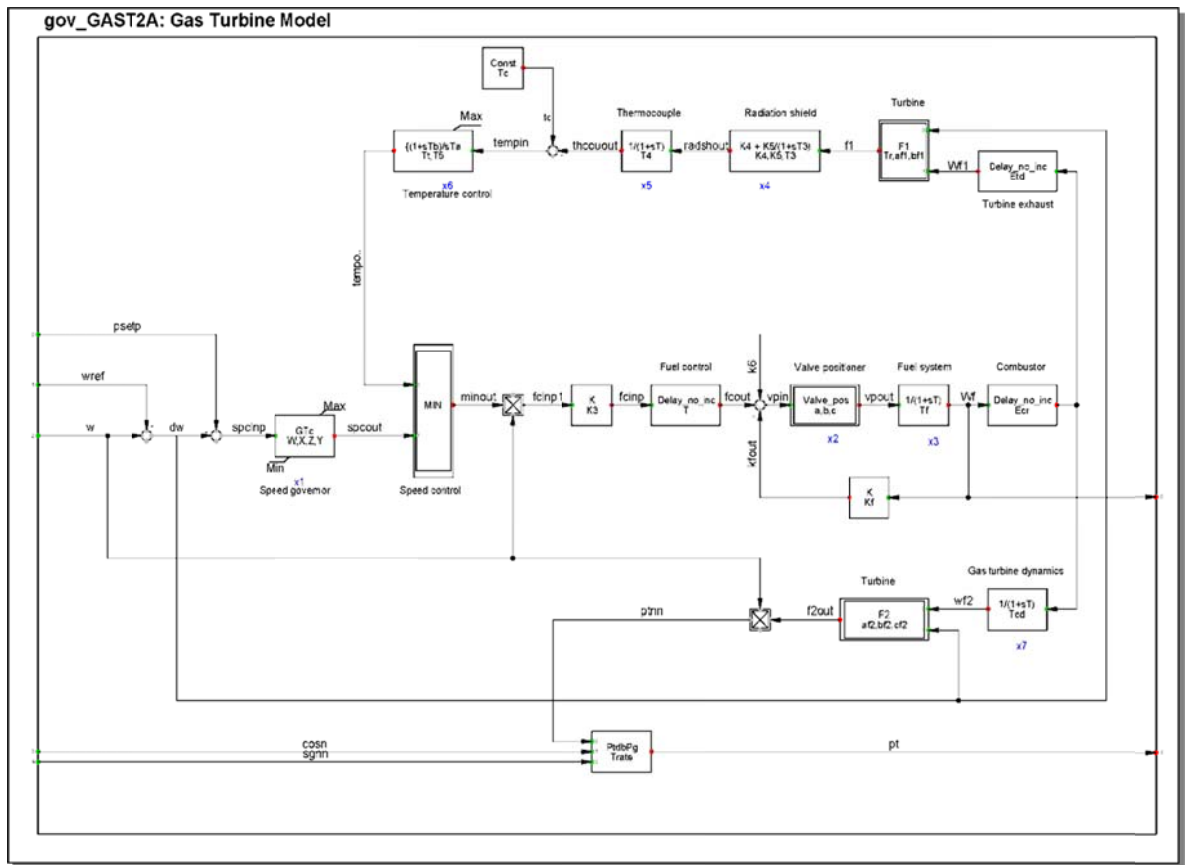 gov_GAST2A: Gas Turbine Model
Const
Tc
tc
Max
{(1+sTb)/sTa
Tt,T5
x6
Temperature control
tempin
thcouout
Thermocouple
1/(1+sT)
T4
x5
radshout
Radiation shield
K4 + K5/(1+sT3)
K4,K5,T3
x4
f1
Turbine
F1
Tr,af1,bf1
Wf1
Delay_no_inc
Etd
Turbine exhaust
tempo..
psetp
wref
w
dw
spcinp
Max
GTc
W,X,Z,Y
Min
x1
Speed governor
spcout
MIN
Speed control
minout
fcinp1
K
K3
fcinp
Fuel control
Delay_no_inc
T
fcout
k6
vpin
kfout
Valve positioner
Valve_pos
a,b,c
x2
vpout
Fuel system
1/(1+sT)
Tf
x3
Wf
Combustor
Delay_no_inc
Ecr
K
Kf
Gas turbine dynamics
1/(1+sT)
Tcd
x7
wf2
Turbine
F2
af2,bf2,cf2
f2out
ptnn
cosn
sgnn
PtdbPg
Trate
pt